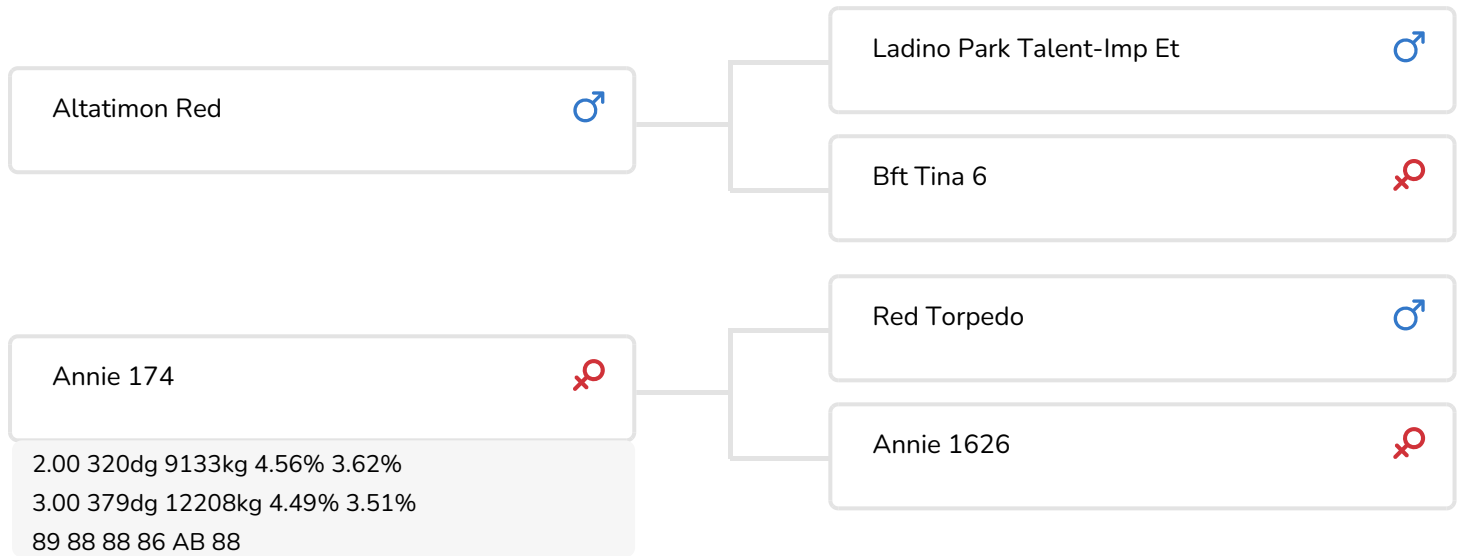 Ladino Park Talent-Imp Et
Altatimon Red
Bft Tina 6
Red Torpedo
Annie 174
Annie 1626
2.00 320dg 9133kg 4.56% 3.62%
3.00 379dg 12208kg 4.49% 3.51%
89 88 88 86 AB 88